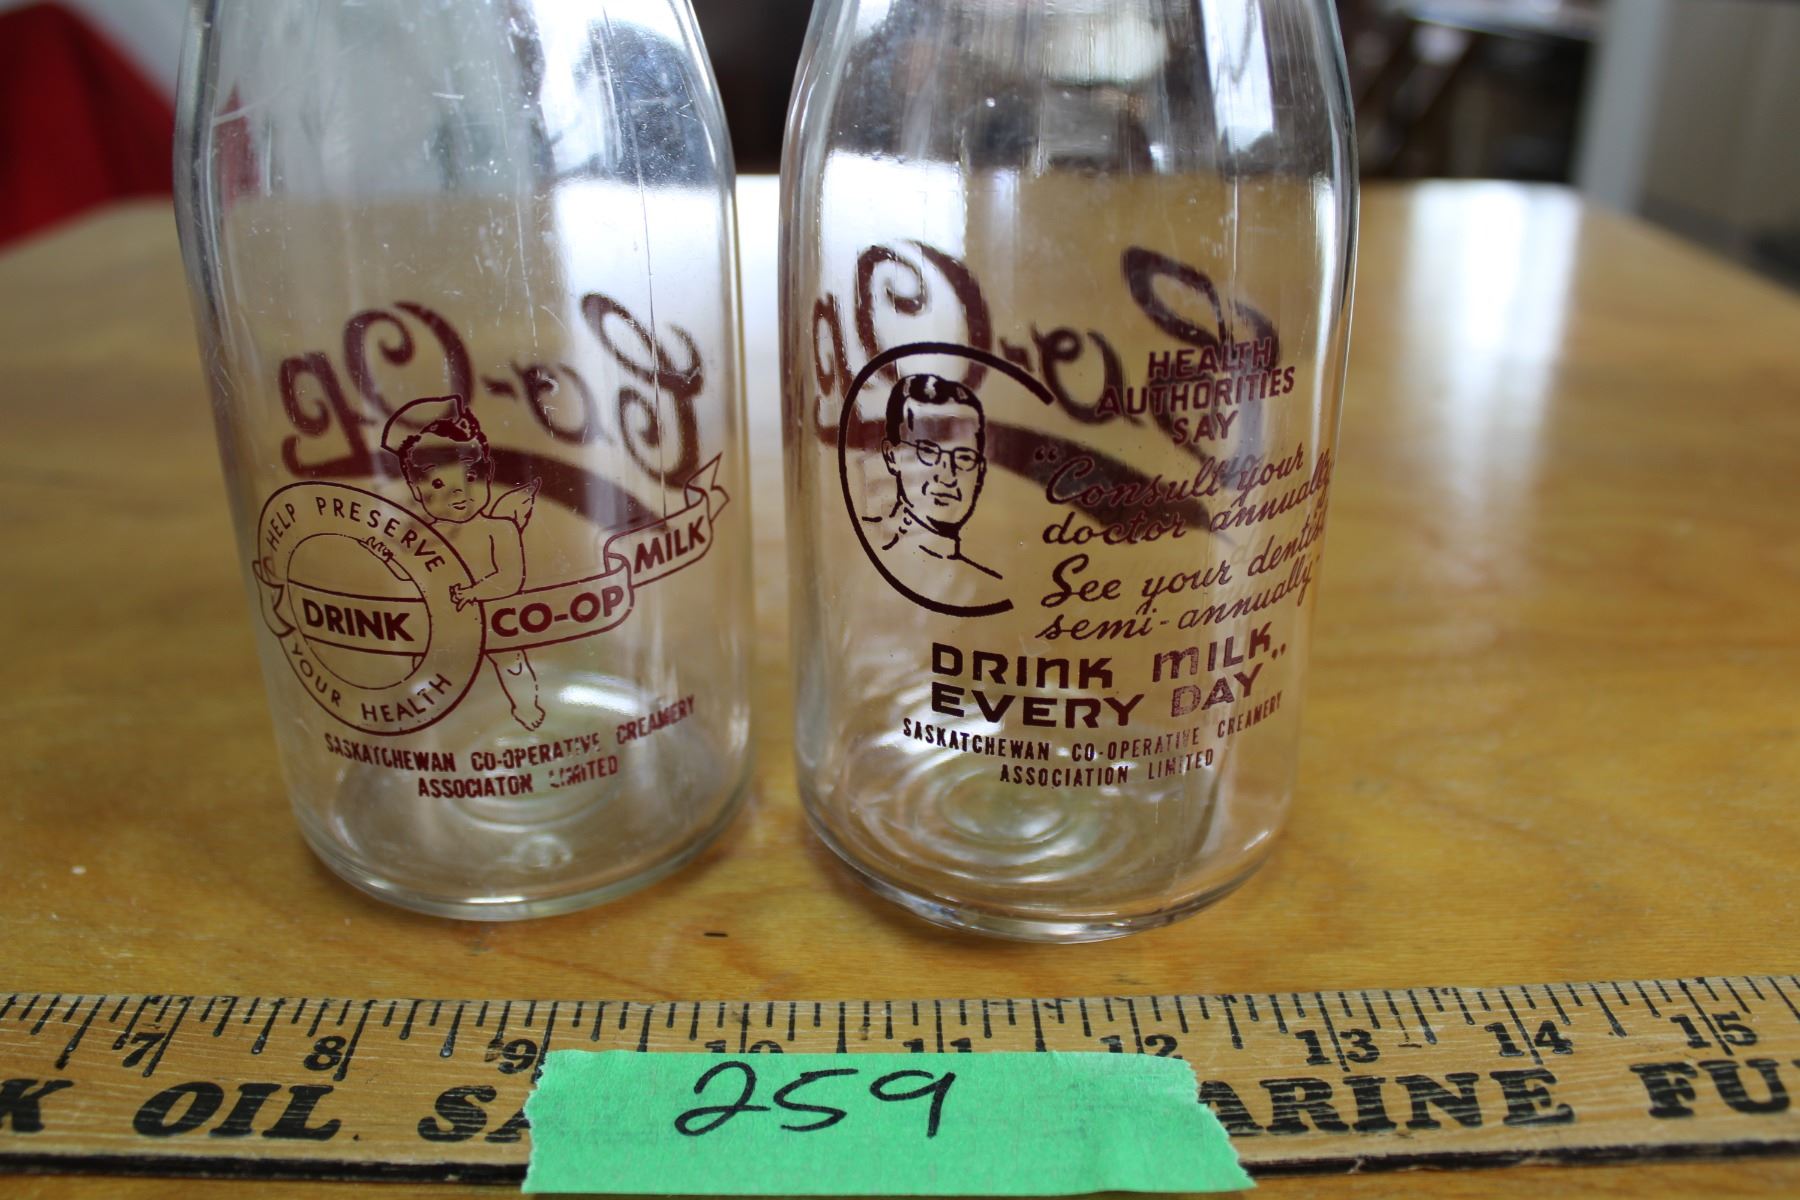 Co-Op
HELP PRESERVE
my
DRINK CO-OP MILK
YOUR HEALTH
SASKATCHEWAN CO-OPERATIVE CREAMERY
ASSOCIATON LIMITED
Co-Op
HEALTH
AUTHORITIES
SAY
"Consult your
doctor annually
See your dentist
semi-annually"
DRINK MILK
EVERY DAY
SASKATCHEWAN CO-OPERATIVE CREAMERY
ASSOCIATION LIMITED
7 8 9 10 11 12 13 14 15
OIL
259